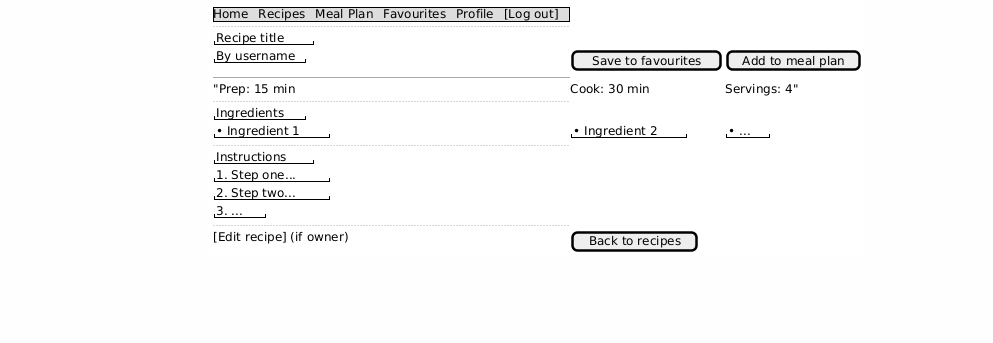 Home Recipes Meal Plan Favourites Profile [Log out]
Recipe title
By username Save to favourites Add to meal plan
"Prep: 15 min Cook: 30 min Servings: 4"
Ingredients
• Ingredient 1 • Ingredient 2 • ...
Instructions
1. Step one...
2. Step two...
3. ...
[Edit recipe] (if owner) Back to recipes